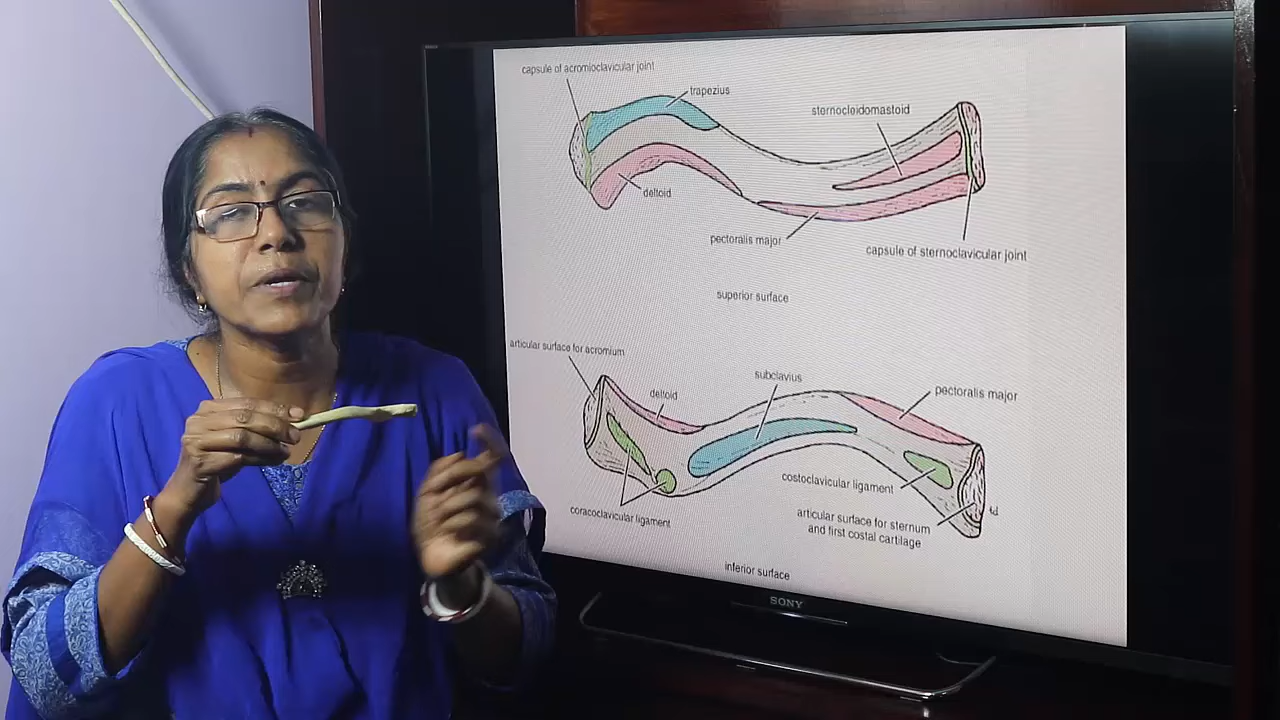 capsule of acromioclavicular joint
trapezius
sternocleidomastoid
deltoid
pectoralis major
capsule of sternoclavicular joint
superior surface
articular surface for acromium
deltoid
subclavius
pectoralis major
costoclavicular ligament
coracoclavicular ligament
articular surface for sternum
and first costal cartilage
inferior surface
SONY